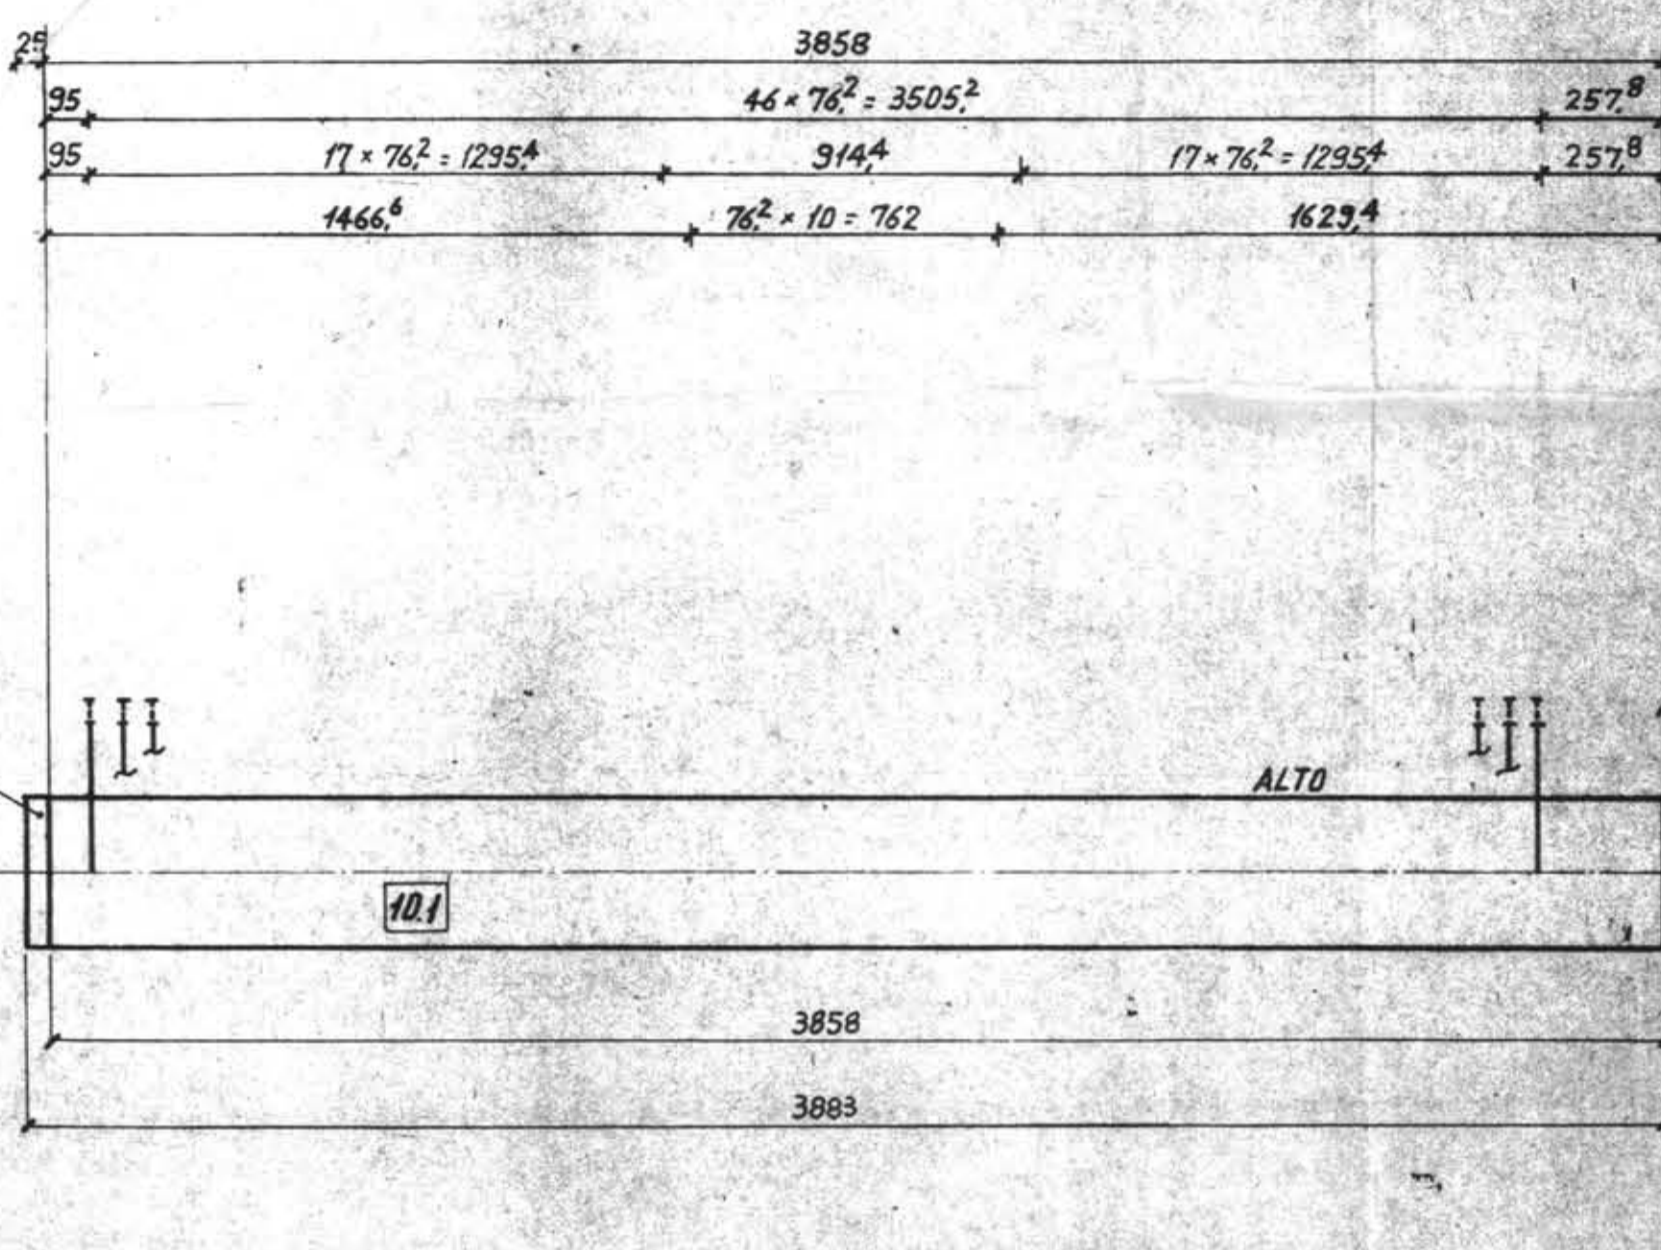 25 3858
95 46 × 76,² = 3505,² 257,⁸
95 17 × 76,² = 1295,⁴ 914,⁴ 17 × 76,² = 1295,⁴ 257,⁸
1466,⁶ 76,² × 10 = 762 1629,⁴
ALTO
10.1
3858
3883